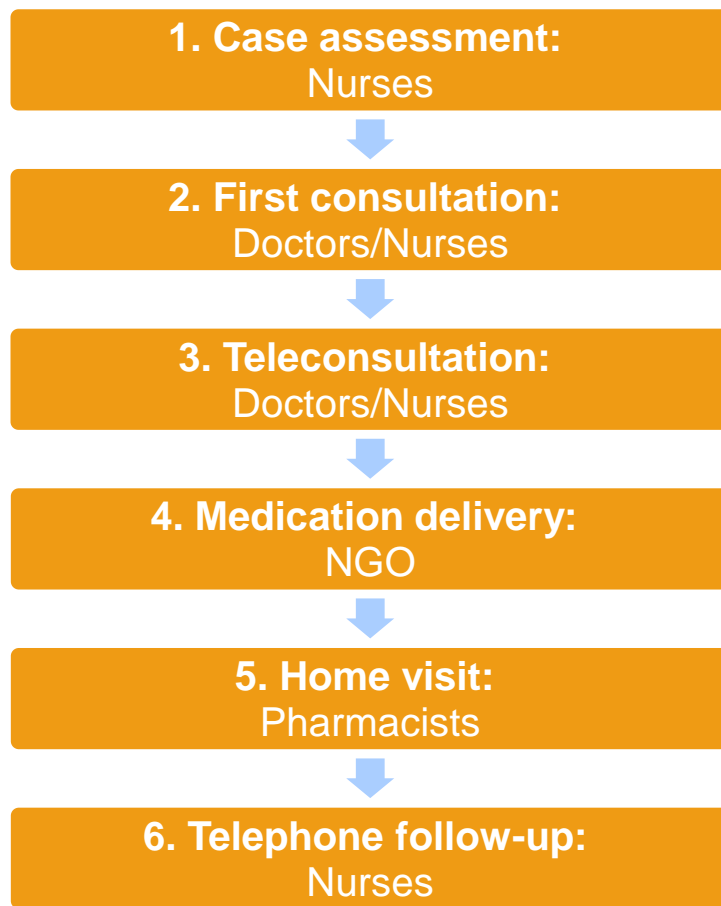 1. Case assessment:
Nurses
2. First consultation:
Doctors/Nurses
3. Teleconsultation:
Doctors/Nurses
4. Medication delivery:
NGO
5. Home visit:
Pharmacists
6. Telephone follow-up:
Nurses